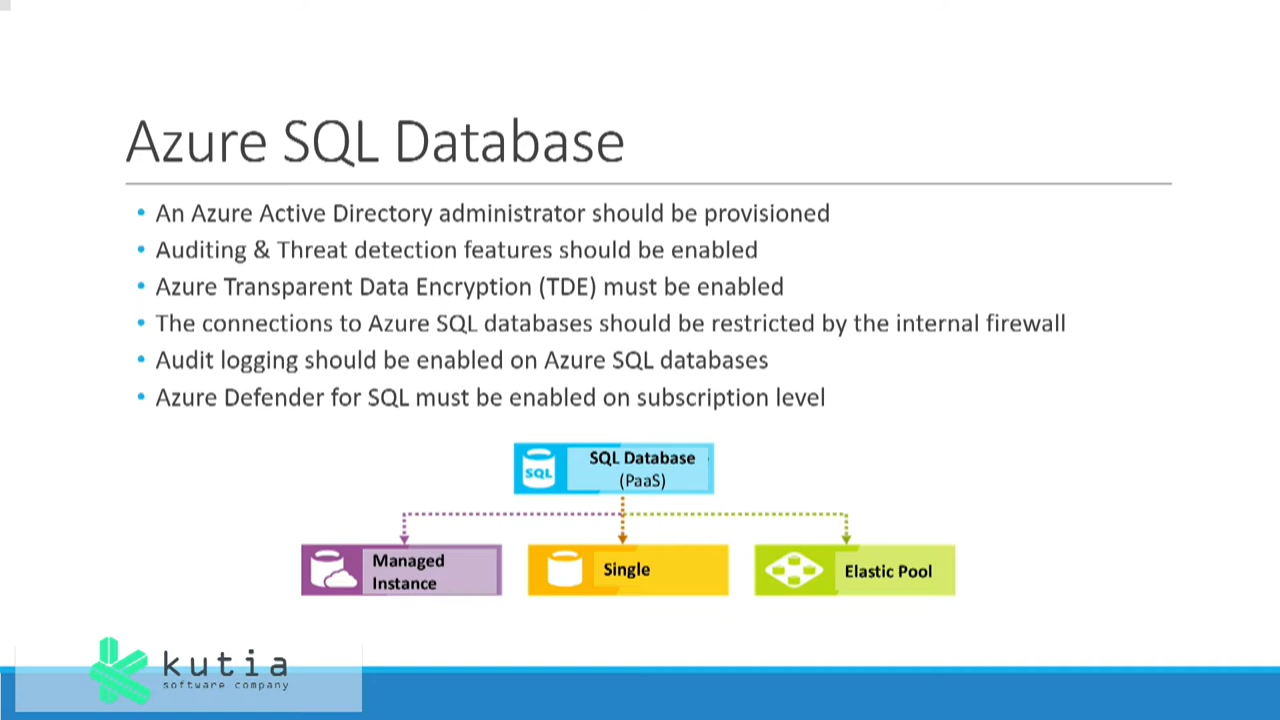 Azure SQL Database
• An Azure Active Directory administrator should be provisioned
• Auditing & Threat detection features should be enabled
• Azure Transparent Data Encryption (TDE) must be enabled
• The connections to Azure SQL databases should be restricted by the internal firewall
• Audit logging should be enabled on Azure SQL databases
• Azure Defender for SQL must be enabled on subscription level
SQL
SQL Database
(PaaS)
Managed
Instance
Single
Elastic Pool
kutia
software company